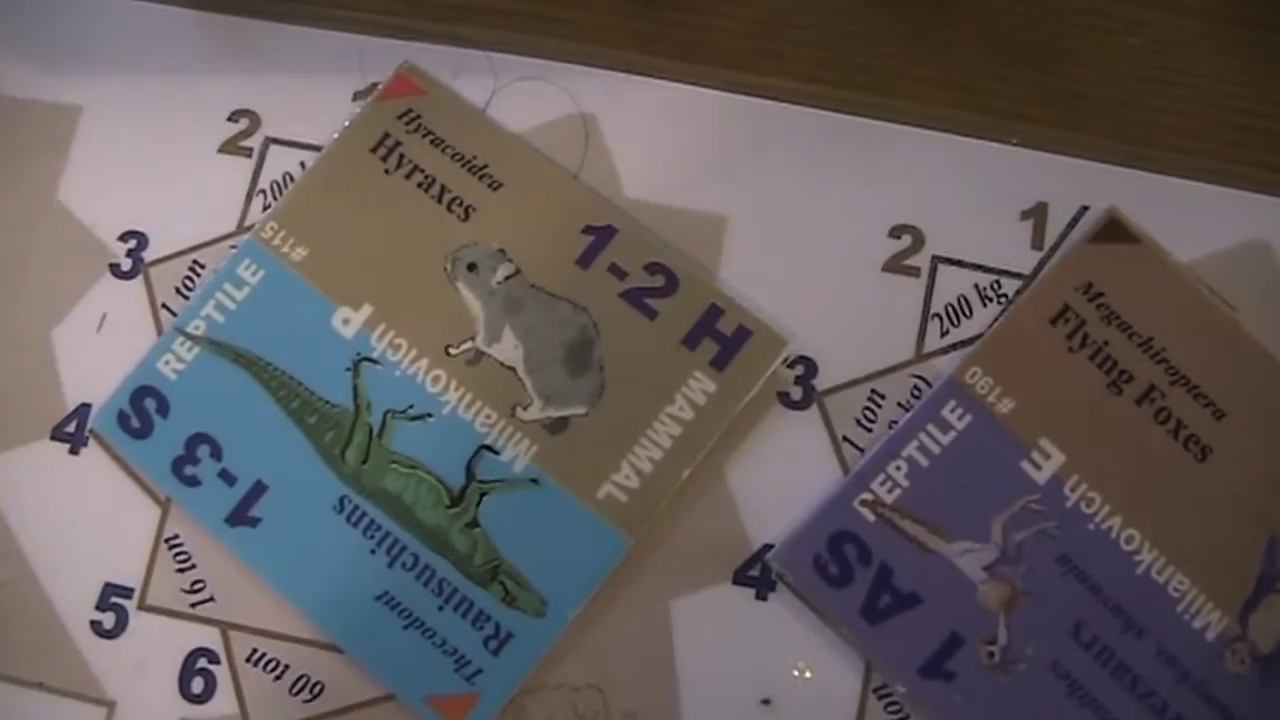 1
2
200
3
1 ton
4
5
16 ton
6
60 ton
Hyracoidea
Hyraxes
1-2 H
MAMMAL
#115
Milankovich P
REPTILE
1-3 S
Rauisuchians
Thecodont
1
2
200 kg
3
1 ton
4
Megachiroptera
Flying Foxes
#190
Milankovich E
REPTILE
1 AS